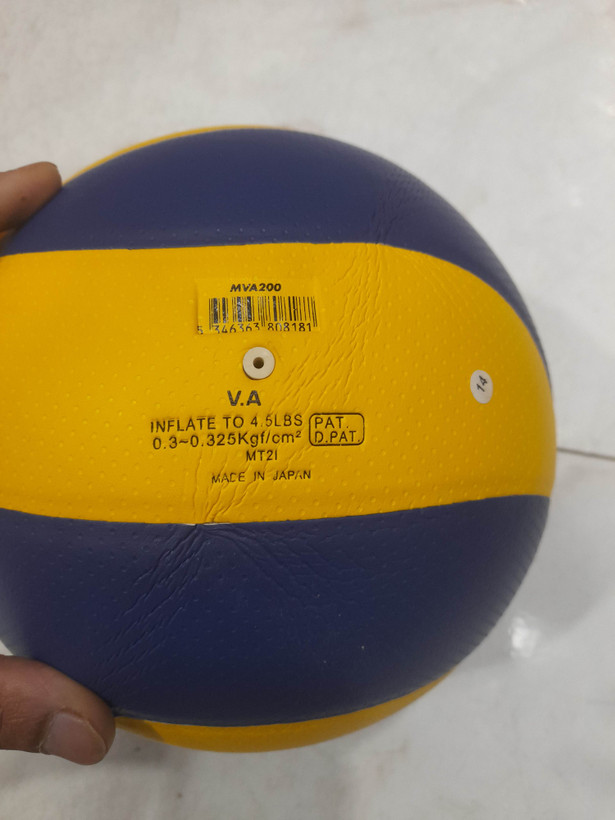 MVA200
5 346363 808181
V.A
INFLATE TO 4.5LBS
0.3~0.325Kgf/cm²
PAT.
D.PAT.
MT2I
MADE IN JAPAN
14